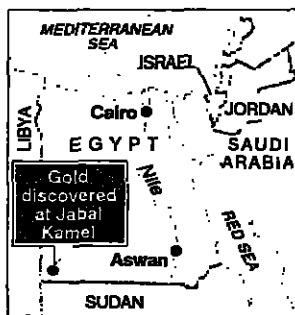 MEDITERRANEAN
SEA
ISRAEL
Cairo
JORDAN
LIBYA
EGYPT
SAUDI
ARABIA
Gold
discovered
at Jabal
Kamel
Nile
RED SEA
Aswan
SUDAN